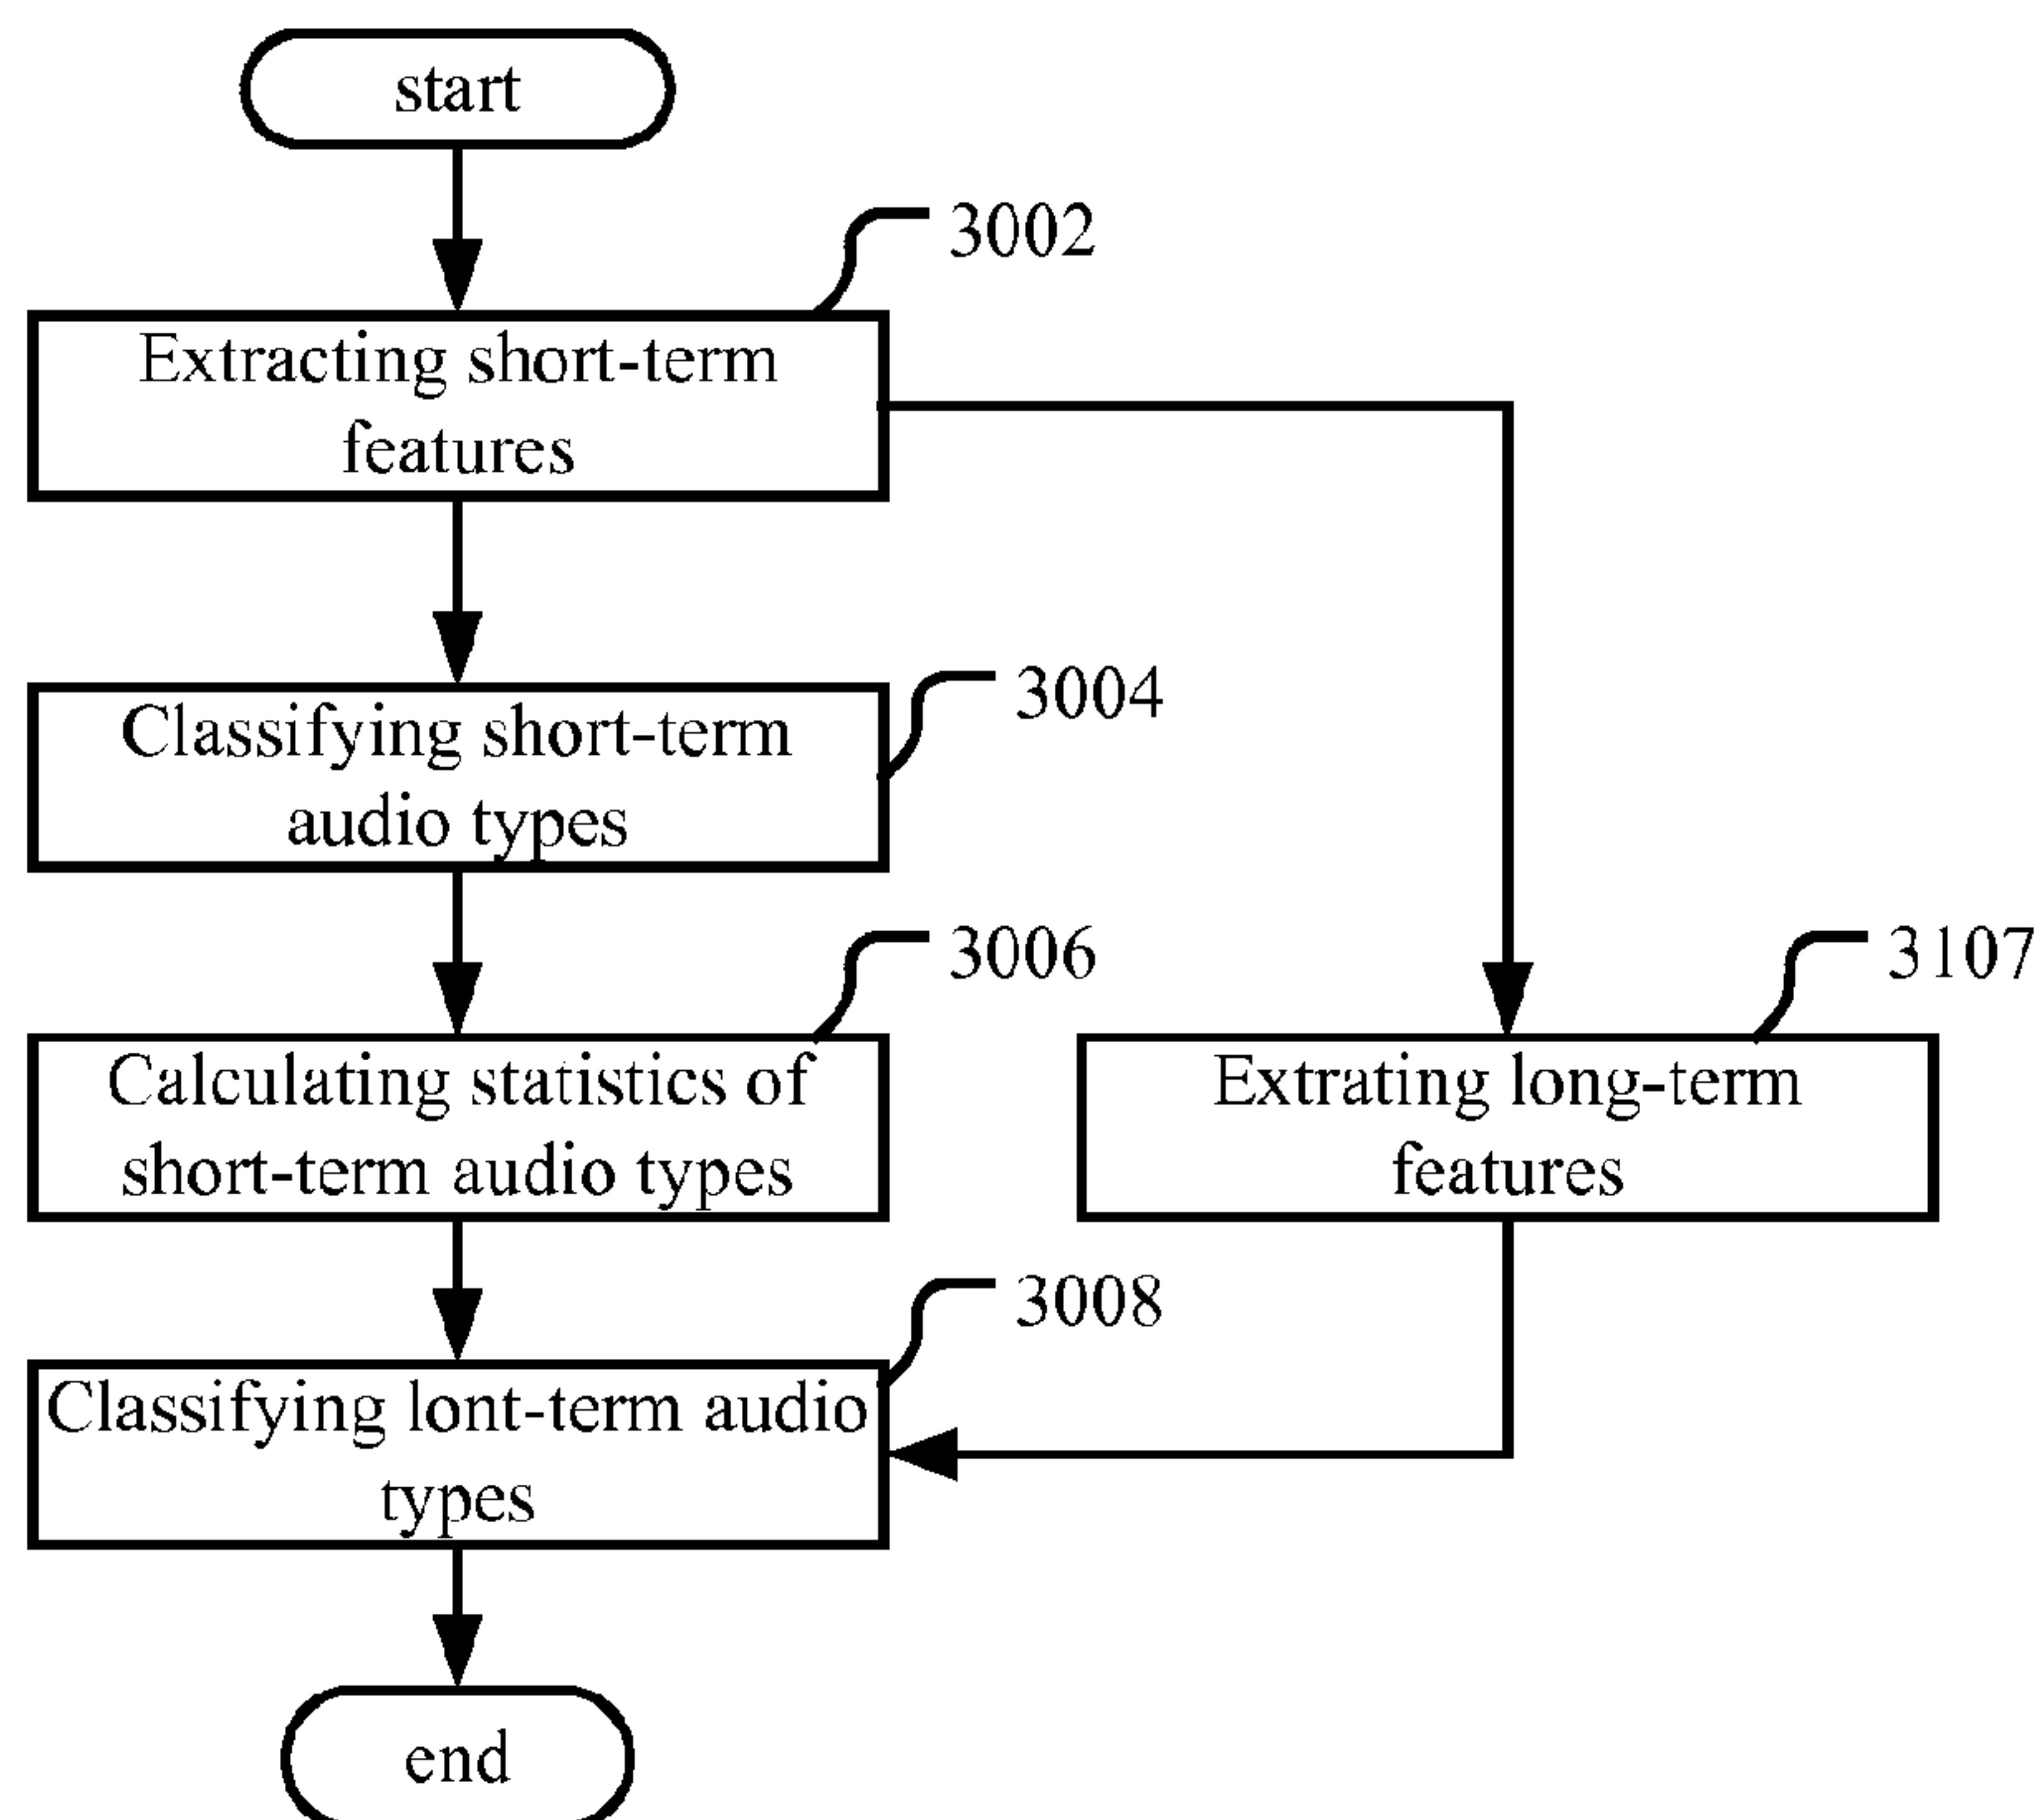 start
3002
Extracting short-term
features
3004
Classifying short-term
audio types
3006
Calculating statistics of
short-term audio types
3107
Extrating long-term
features
3008
Classifying lont-term audio
types
end